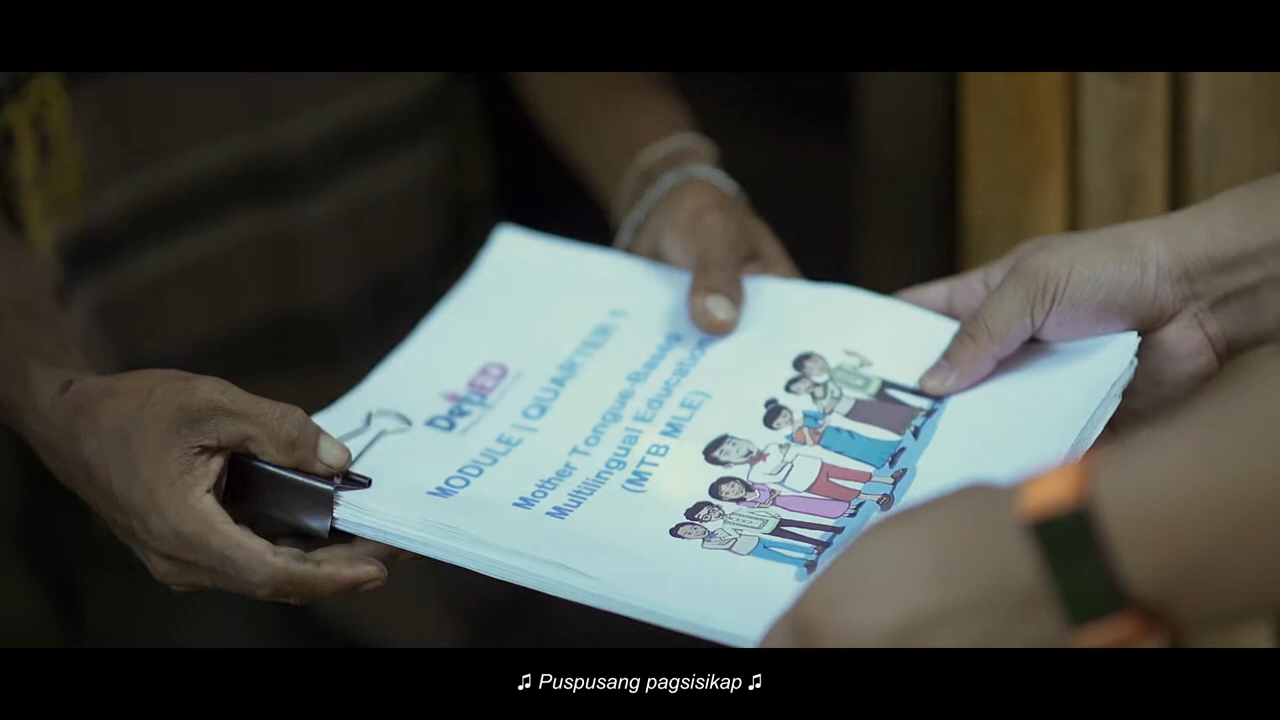 DepED
MODULE | QUARTER 1
Mother Tongue-Based
Multilingual Education
(MTB MLE)
♫ Puspusang pagsisikap ♫